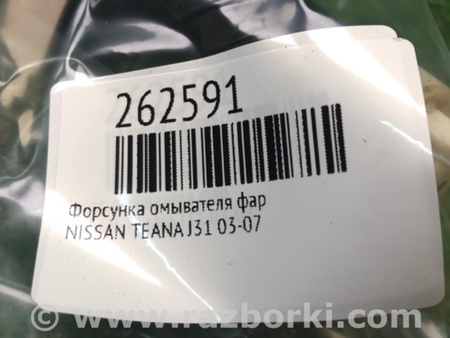 262591
Форсунка омывателя фар
NISSAN TEANA J31 03-07
© www.razborki.com